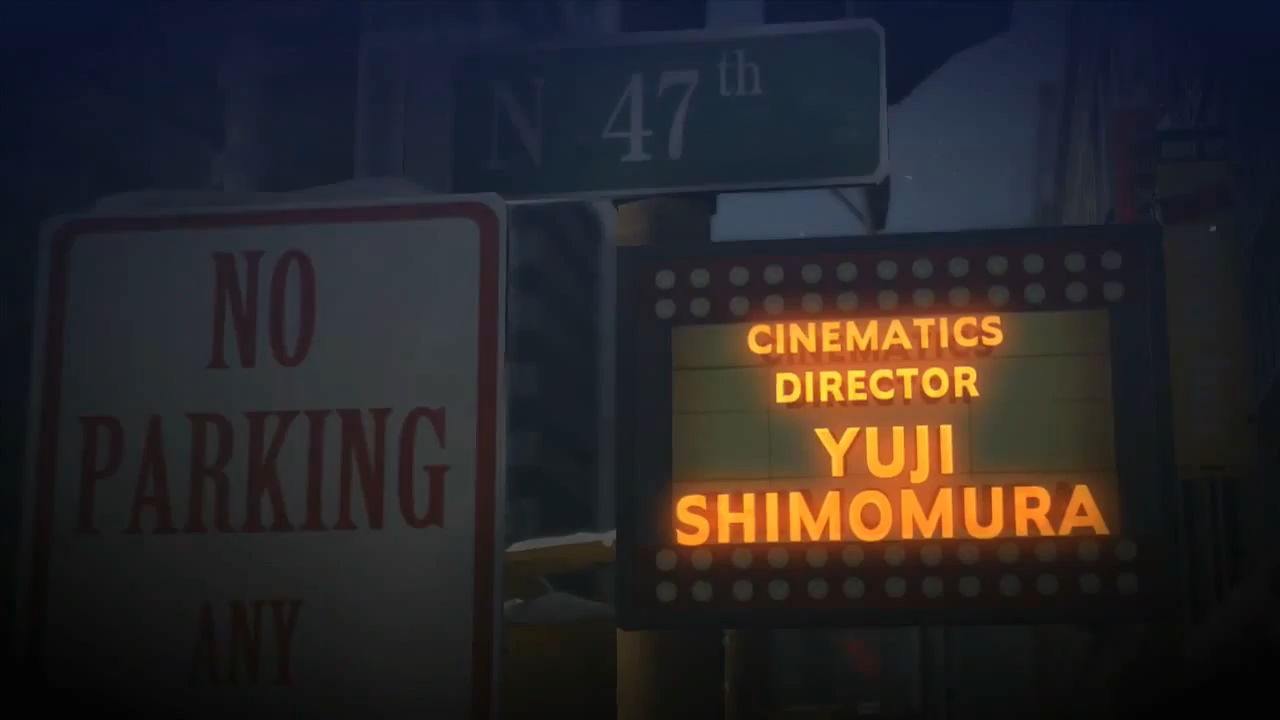 N 47th
NO
PARKING
ANY
CINEMATICS
DIRECTOR
YUJI
SHIMOMURA